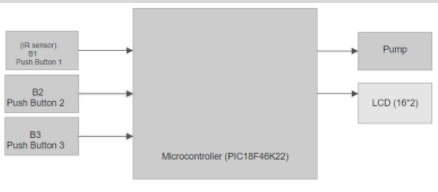 (IR sensor)
B1
Push Button 1
B2
Push Button 2
B3
Push Button 3
Microcontroller (PIC18F46K22)
Pump
LCD (16*2)